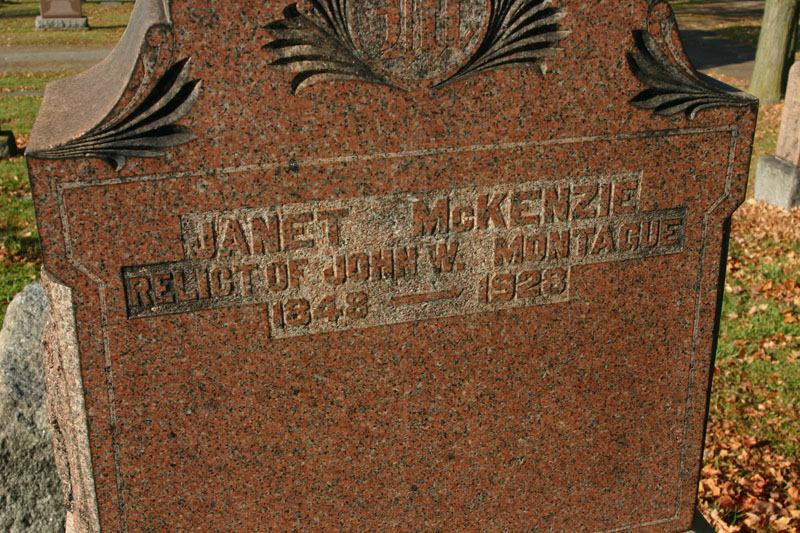 JANET McKENZIE
RELICT OF JOHN W. MONTAGUE
1848 — 1928